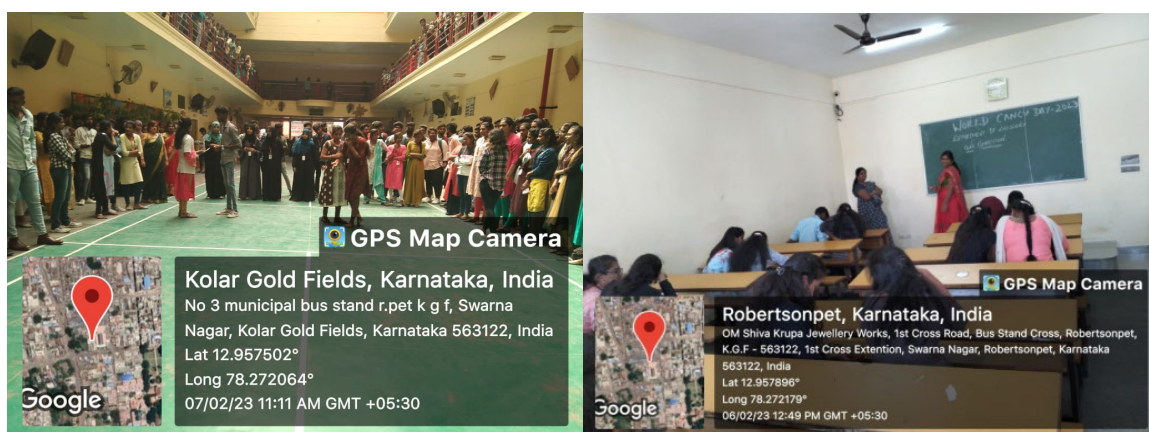 GPS Map Camera
Kolar Gold Fields, Karnataka, India
No 3 municipal bus stand r.pet k g f, Swarna
Nagar, Kolar Gold Fields, Karnataka 563122, India
Lat 12.957502°
Long 78.272064°
07/02/23 11:11 AM GMT +05:30
Google
WORLD CANCY DAY-2023
GPS Map Camera
Robertsonpet, Karnataka, India
OM Shiva Krupa Jewellery Works, 1st Cross Road, Bus Stand Cross, Robertsonpet,
K.G.F - 563122, 1st Cross Extention, Swarna Nagar, Robertsonpet, Karnataka
563122, India
Lat 12.957896°
Long 78.272179°
06/02/23 12:49 PM GMT +05:30
Google